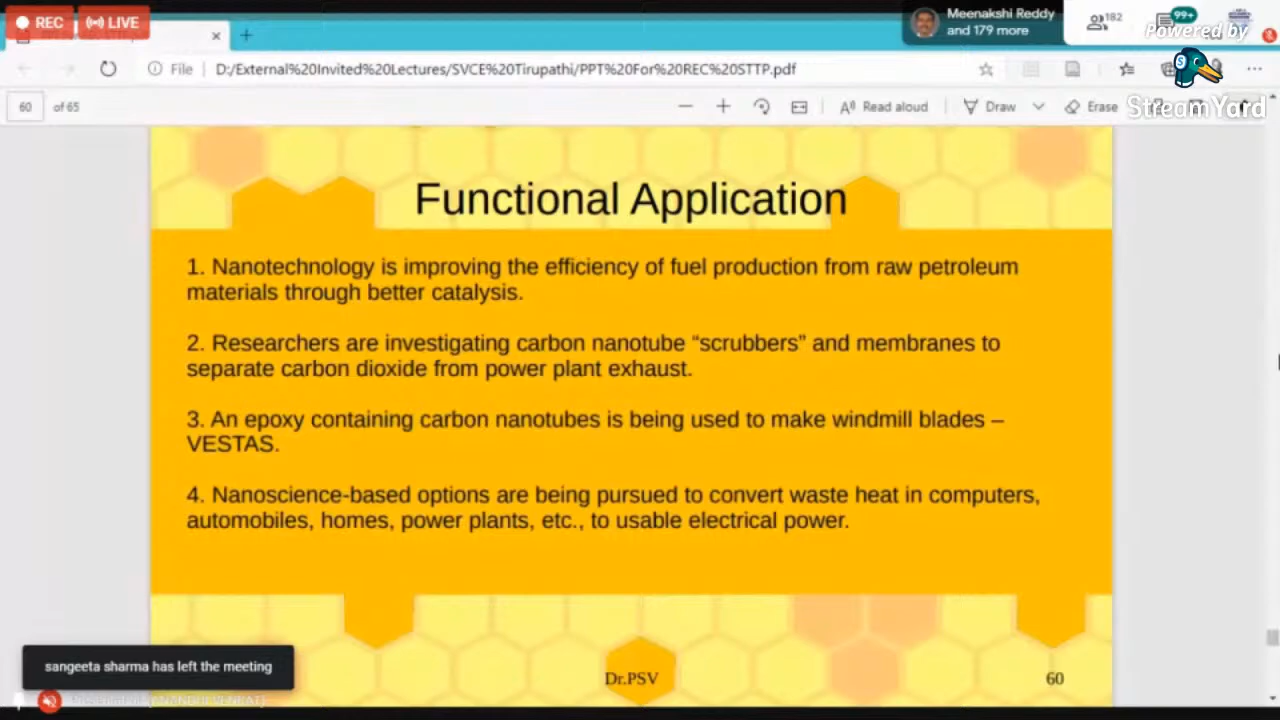 REC
LIVE
Meenakshi Reddy
and 179 more
182
99+
Powered by
File D:/External%20Invited%20Lectures/SVCE%20Tirupathi/PPT%20For%20REC%20STTP.pdf
60 of 65
Read aloud
Draw
Erase
StreamYard
Functional Application
1. Nanotechnology is improving the efficiency of fuel production from raw petroleum
materials through better catalysis.
2. Researchers are investigating carbon nanotube “scrubbers” and membranes to
separate carbon dioxide from power plant exhaust.
3. An epoxy containing carbon nanotubes is being used to make windmill blades –
VESTAS.
4. Nanoscience-based options are being pursued to convert waste heat in computers,
automobiles, homes, power plants, etc., to usable electrical power.
sangeeta sharma has left the meeting
Dr.PSV
60